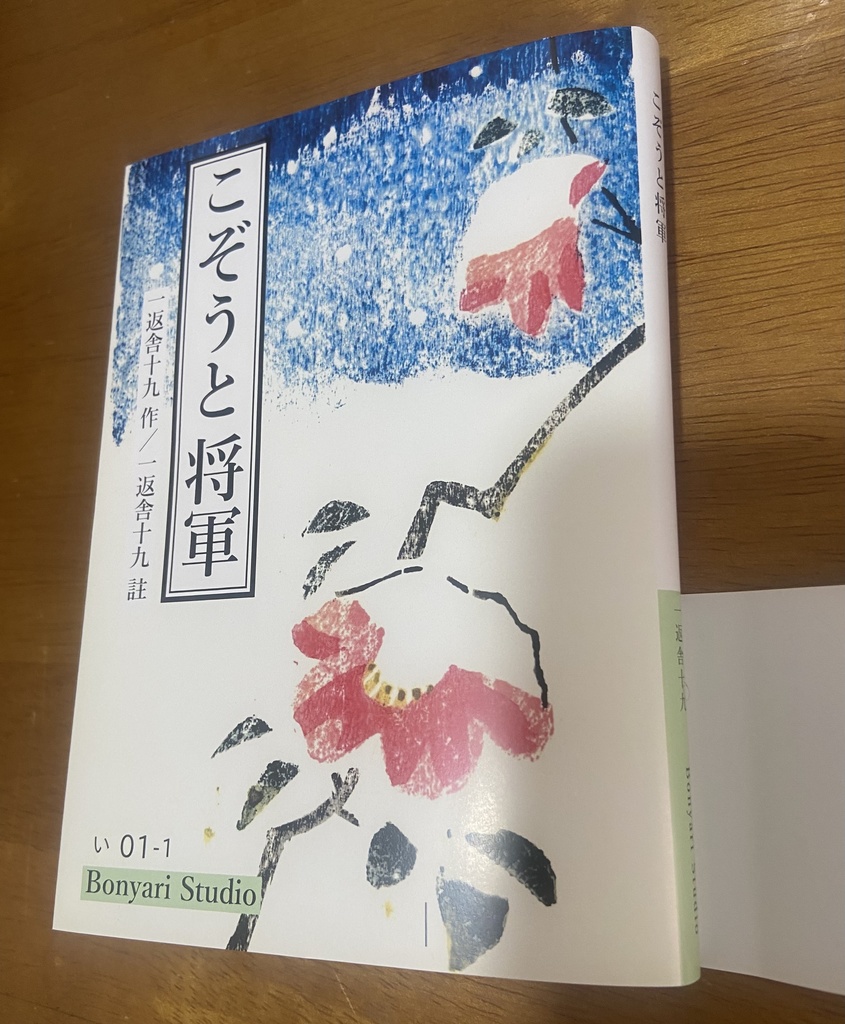 こぞうと将軍
一返舎十九 作／一返舎十九 註
い 01-1
Bonyari Studio
こぞうと将軍
一返舎十九
Bonyari Studio